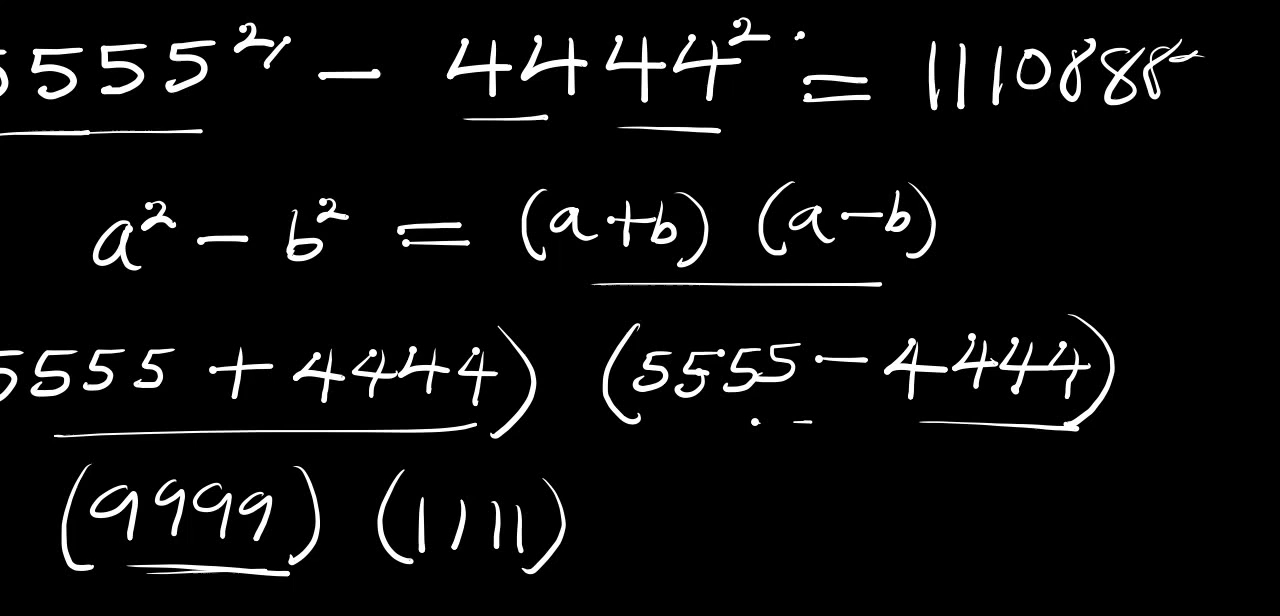 5555² - 4444² = 1110888
a² - b² = (a+b) (a-b)
5555 + 4444) (5555 - 4444)
(9999) (1111)